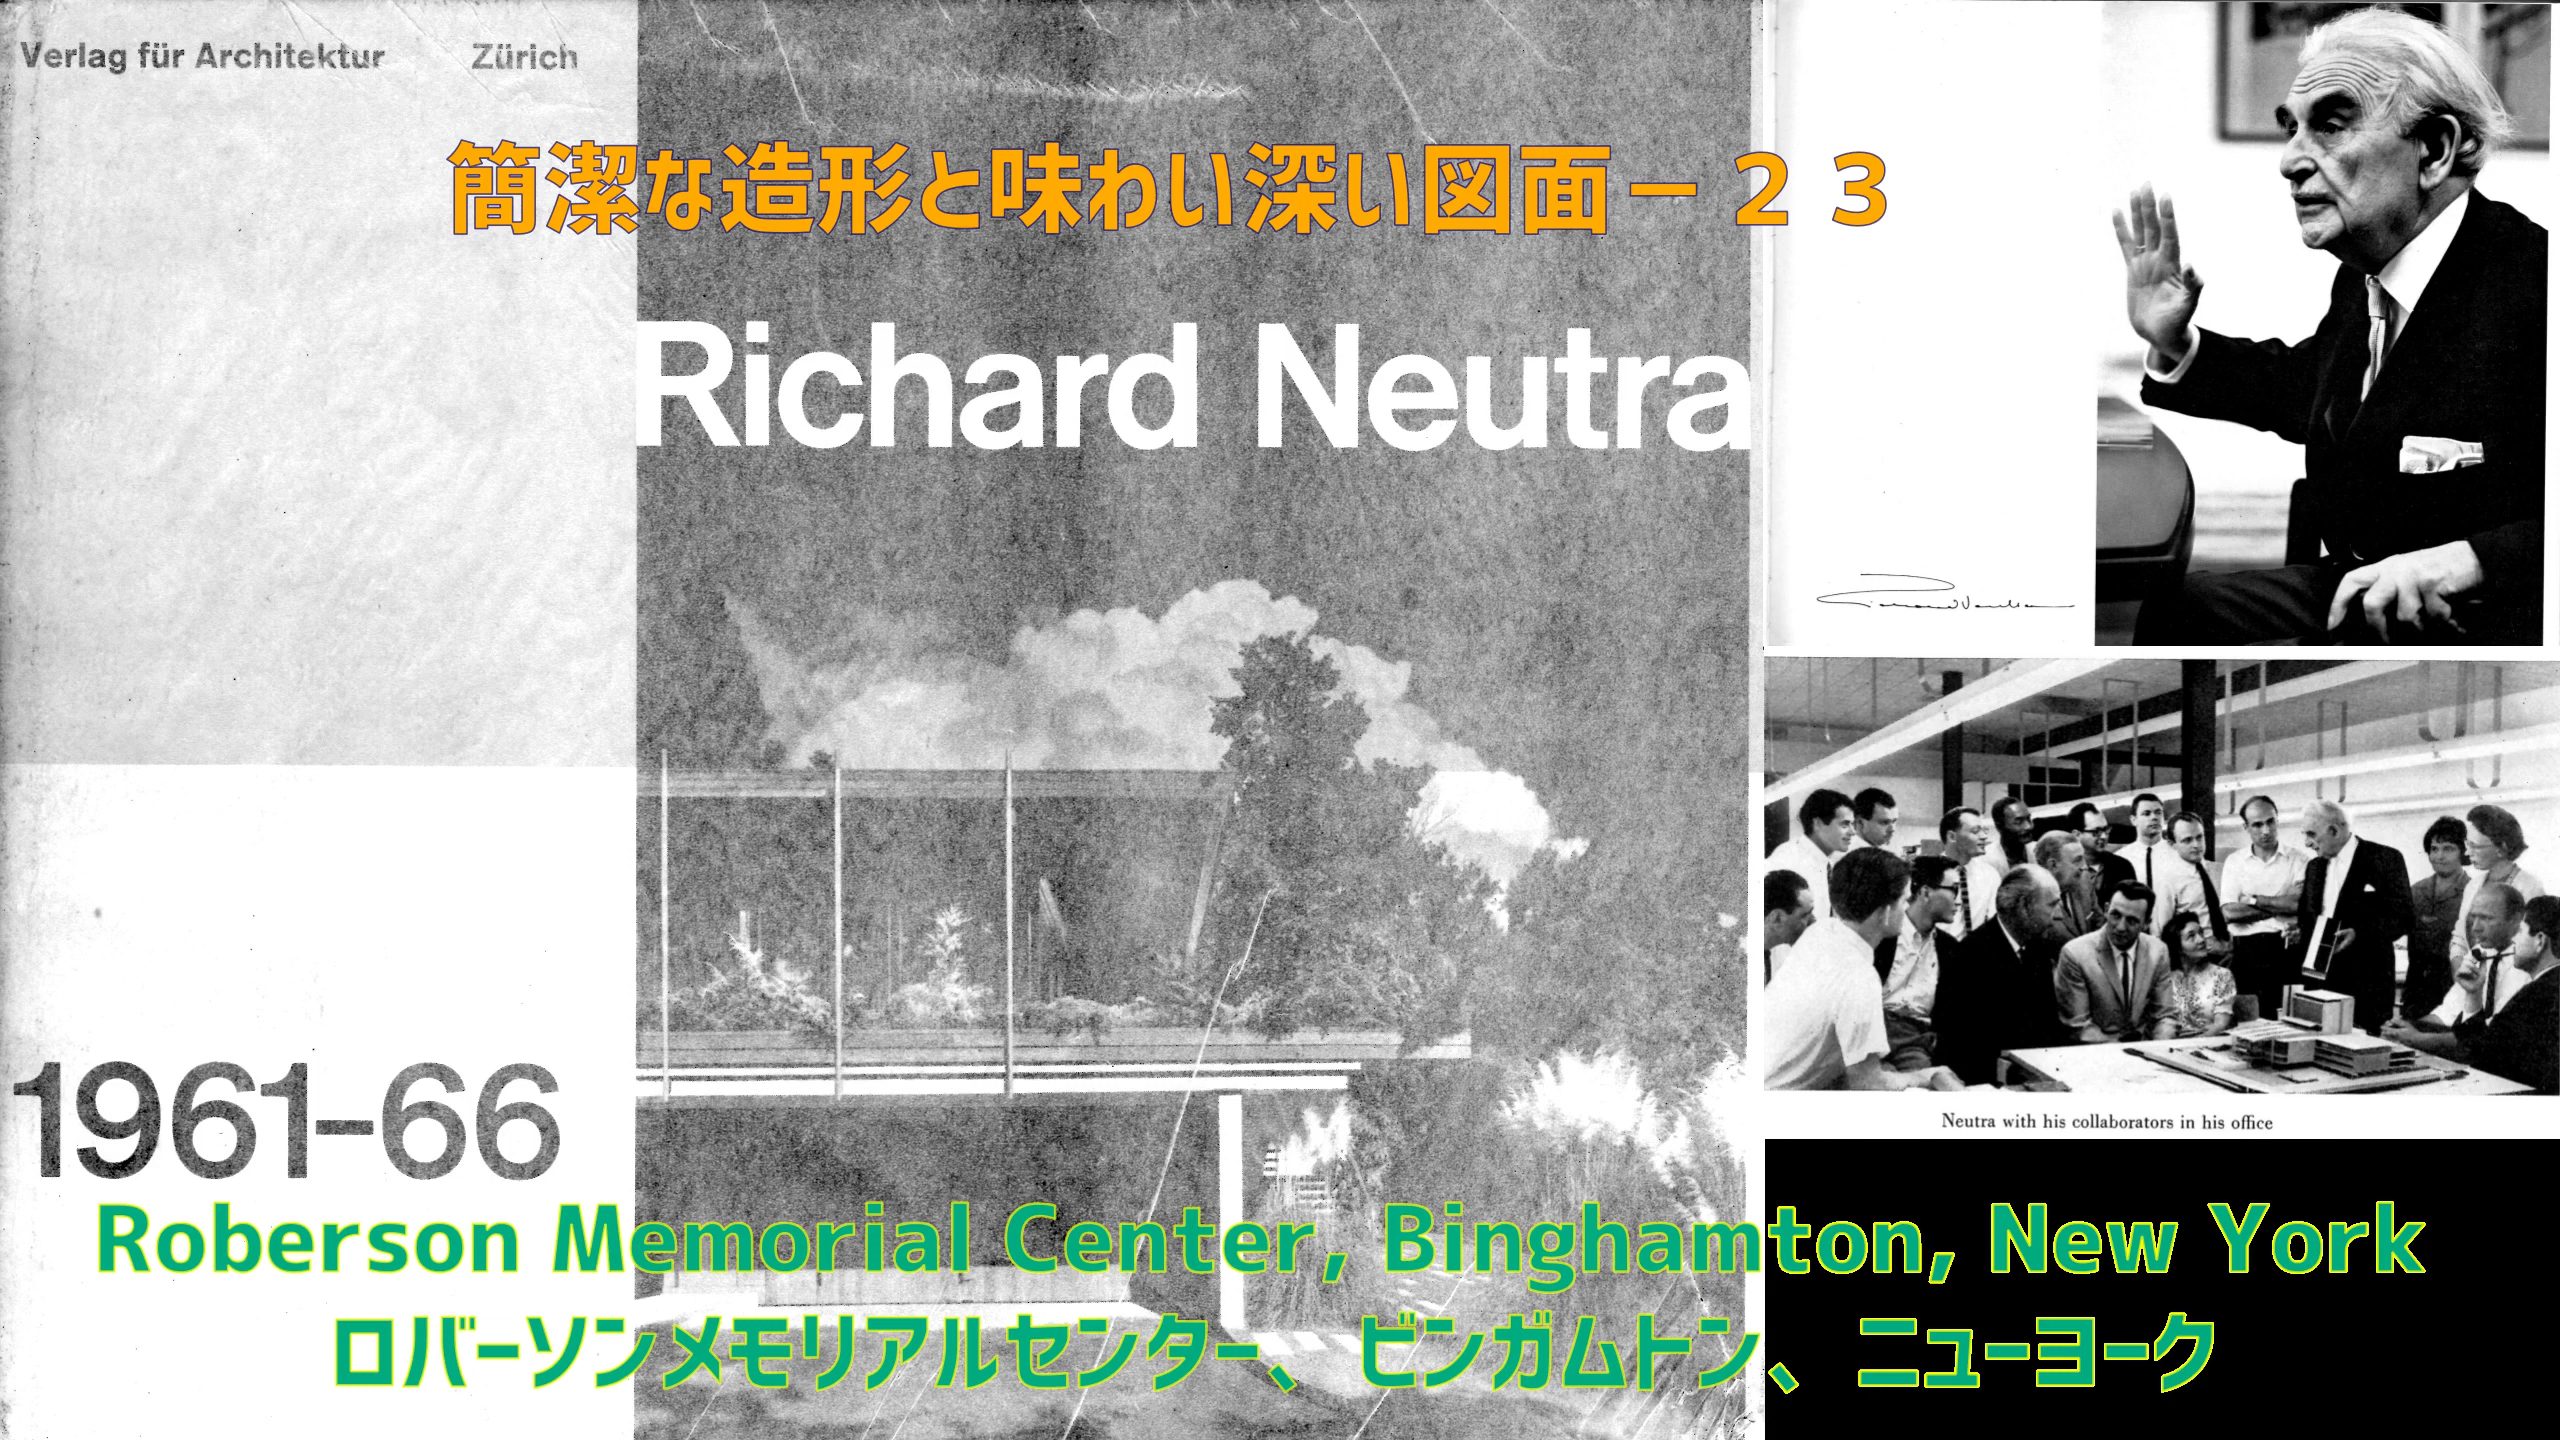 Verlag für Architektur Zürich
簡潔な造形と味わい深い図面－２３
Richard Neutra
1961–66
Neutra with his collaborators in his office
Roberson Memorial Center, Binghamton, New York
ロバーソンメモリアルセンター、ビンガムトン、ニューヨーク